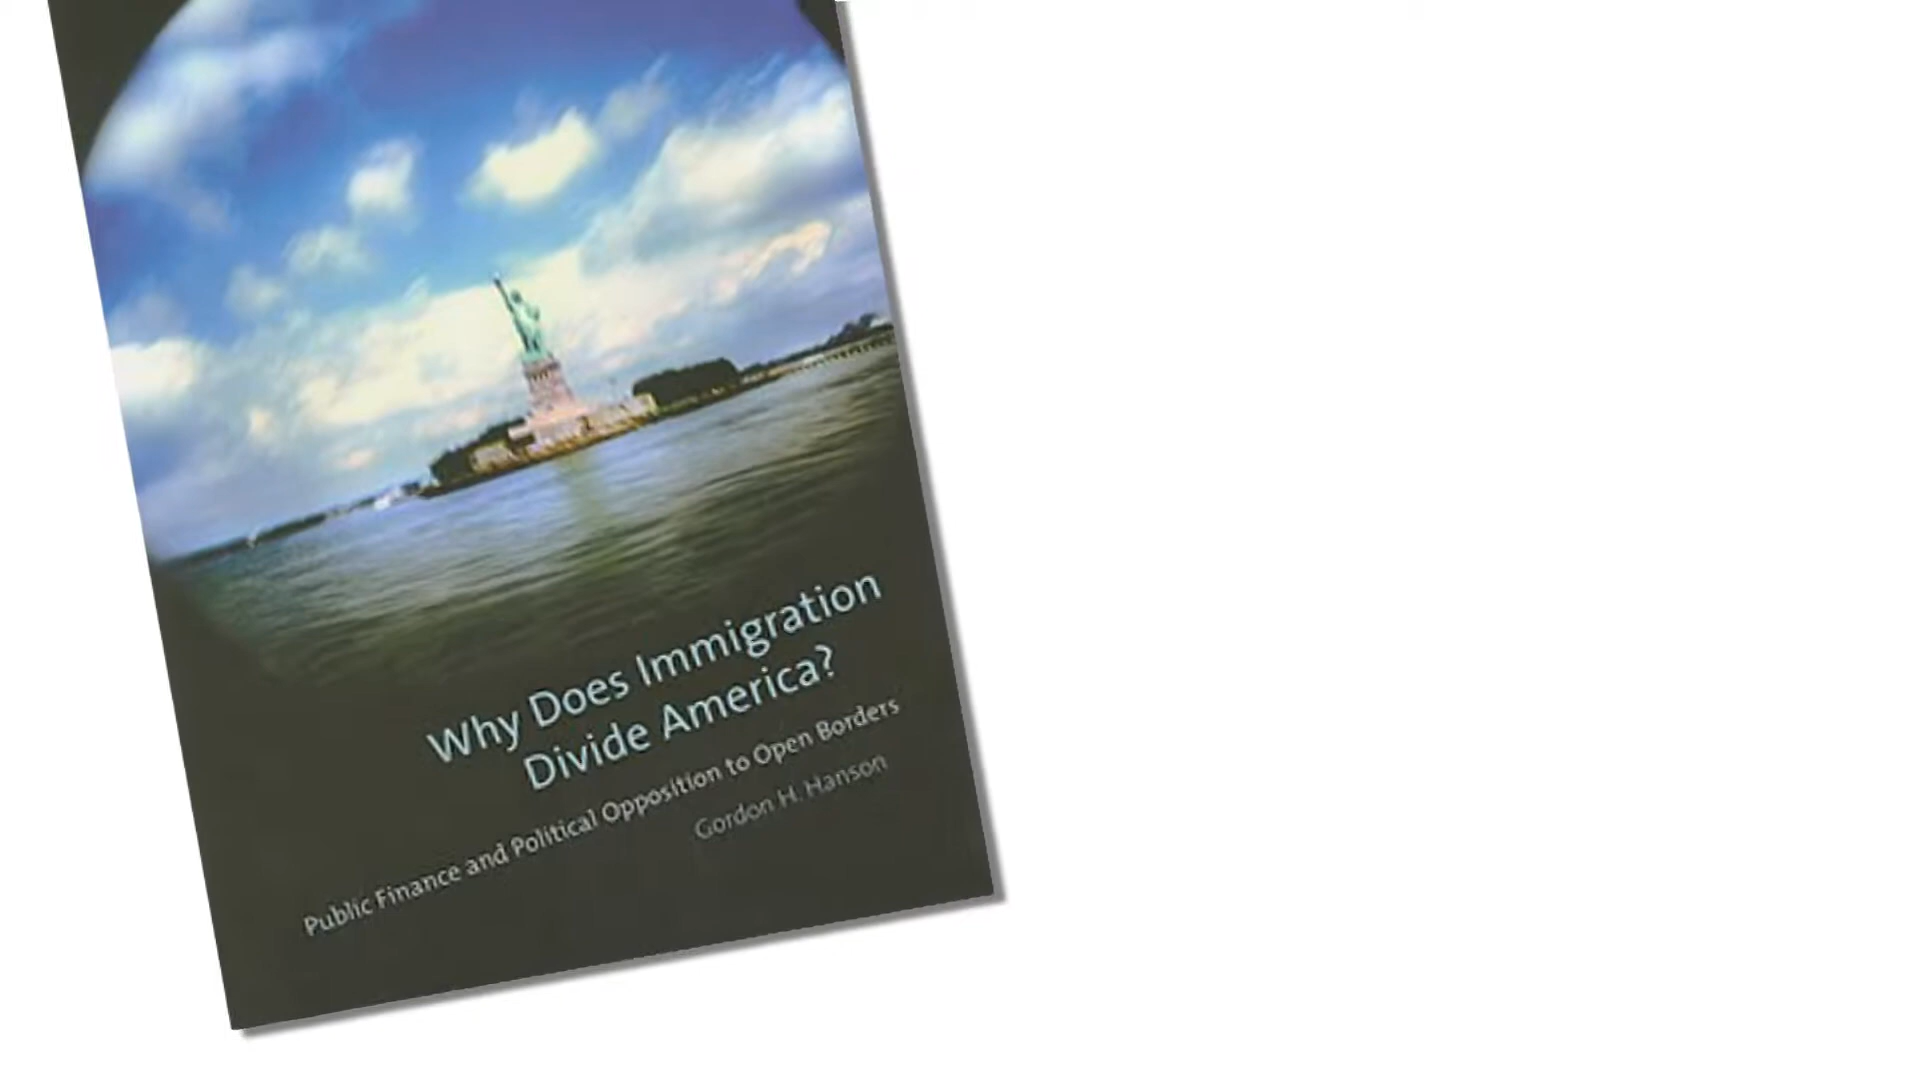 Why Does Immigration
Divide America?
Public Finance and Political Opposition to Open Borders
Gordon H. Hanson